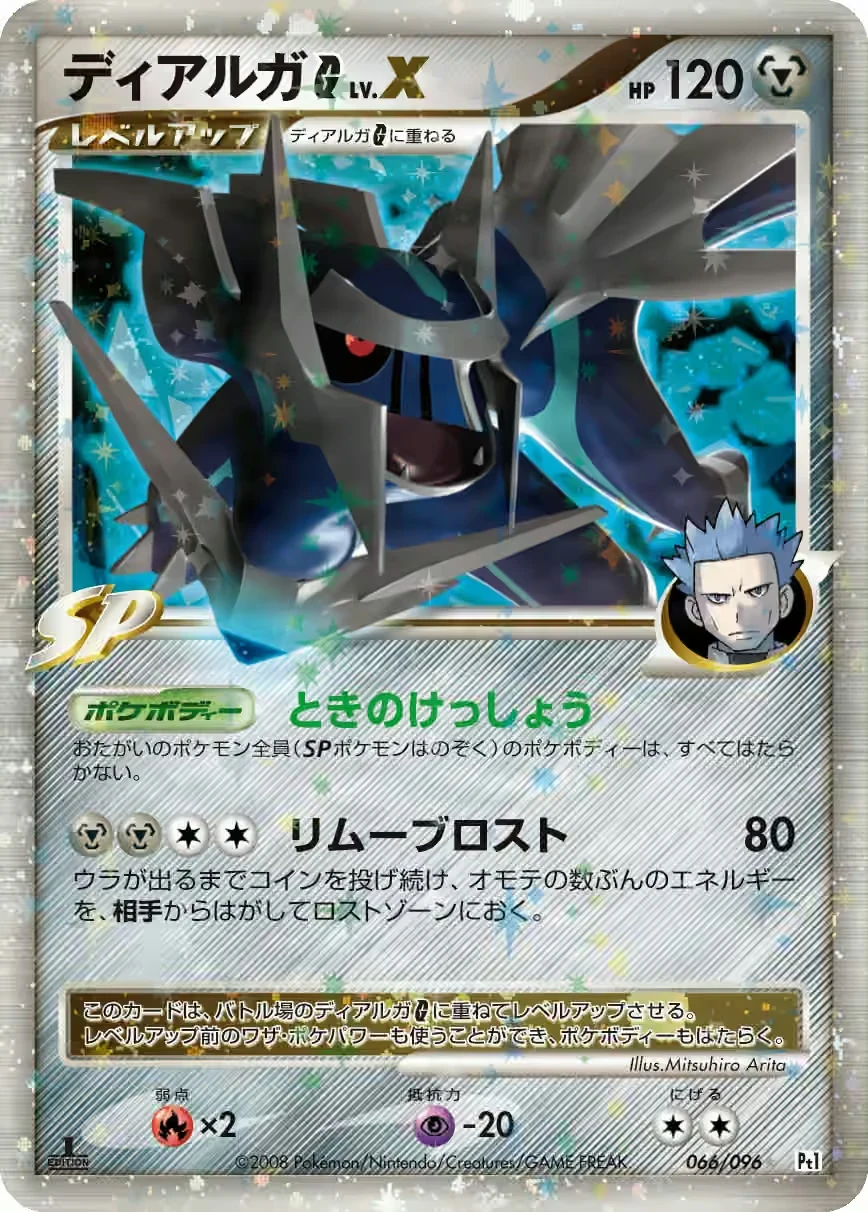 ディアルガG LV.X HP 120
レベルアップ ディアルガGに重ねる
SP
ポケボディー ときのけっしょう
おたがいのポケモン全員(SPポケモンはのぞく)のポケボディーは、すべてはたら
かない。
リムーブロスト 80
ウラが出るまでコインを投げ続け、オモテの数ぶんのエネルギー
を、相手からはがしてロストゾーンにおく。
このカードは、バトル場のディアルガGに重ねてレベルアップさせる。
レベルアップ前のワザ・ポケパワーも使うことができ、ポケボディーもはたらく。
Illus.Mitsuhiro Arita
弱点 抵抗力 にげる
×2 -20
1 EDITION ©2008 Pokémon/Nintendo/Creatures/GAME FREAK. 066/096 Pt1